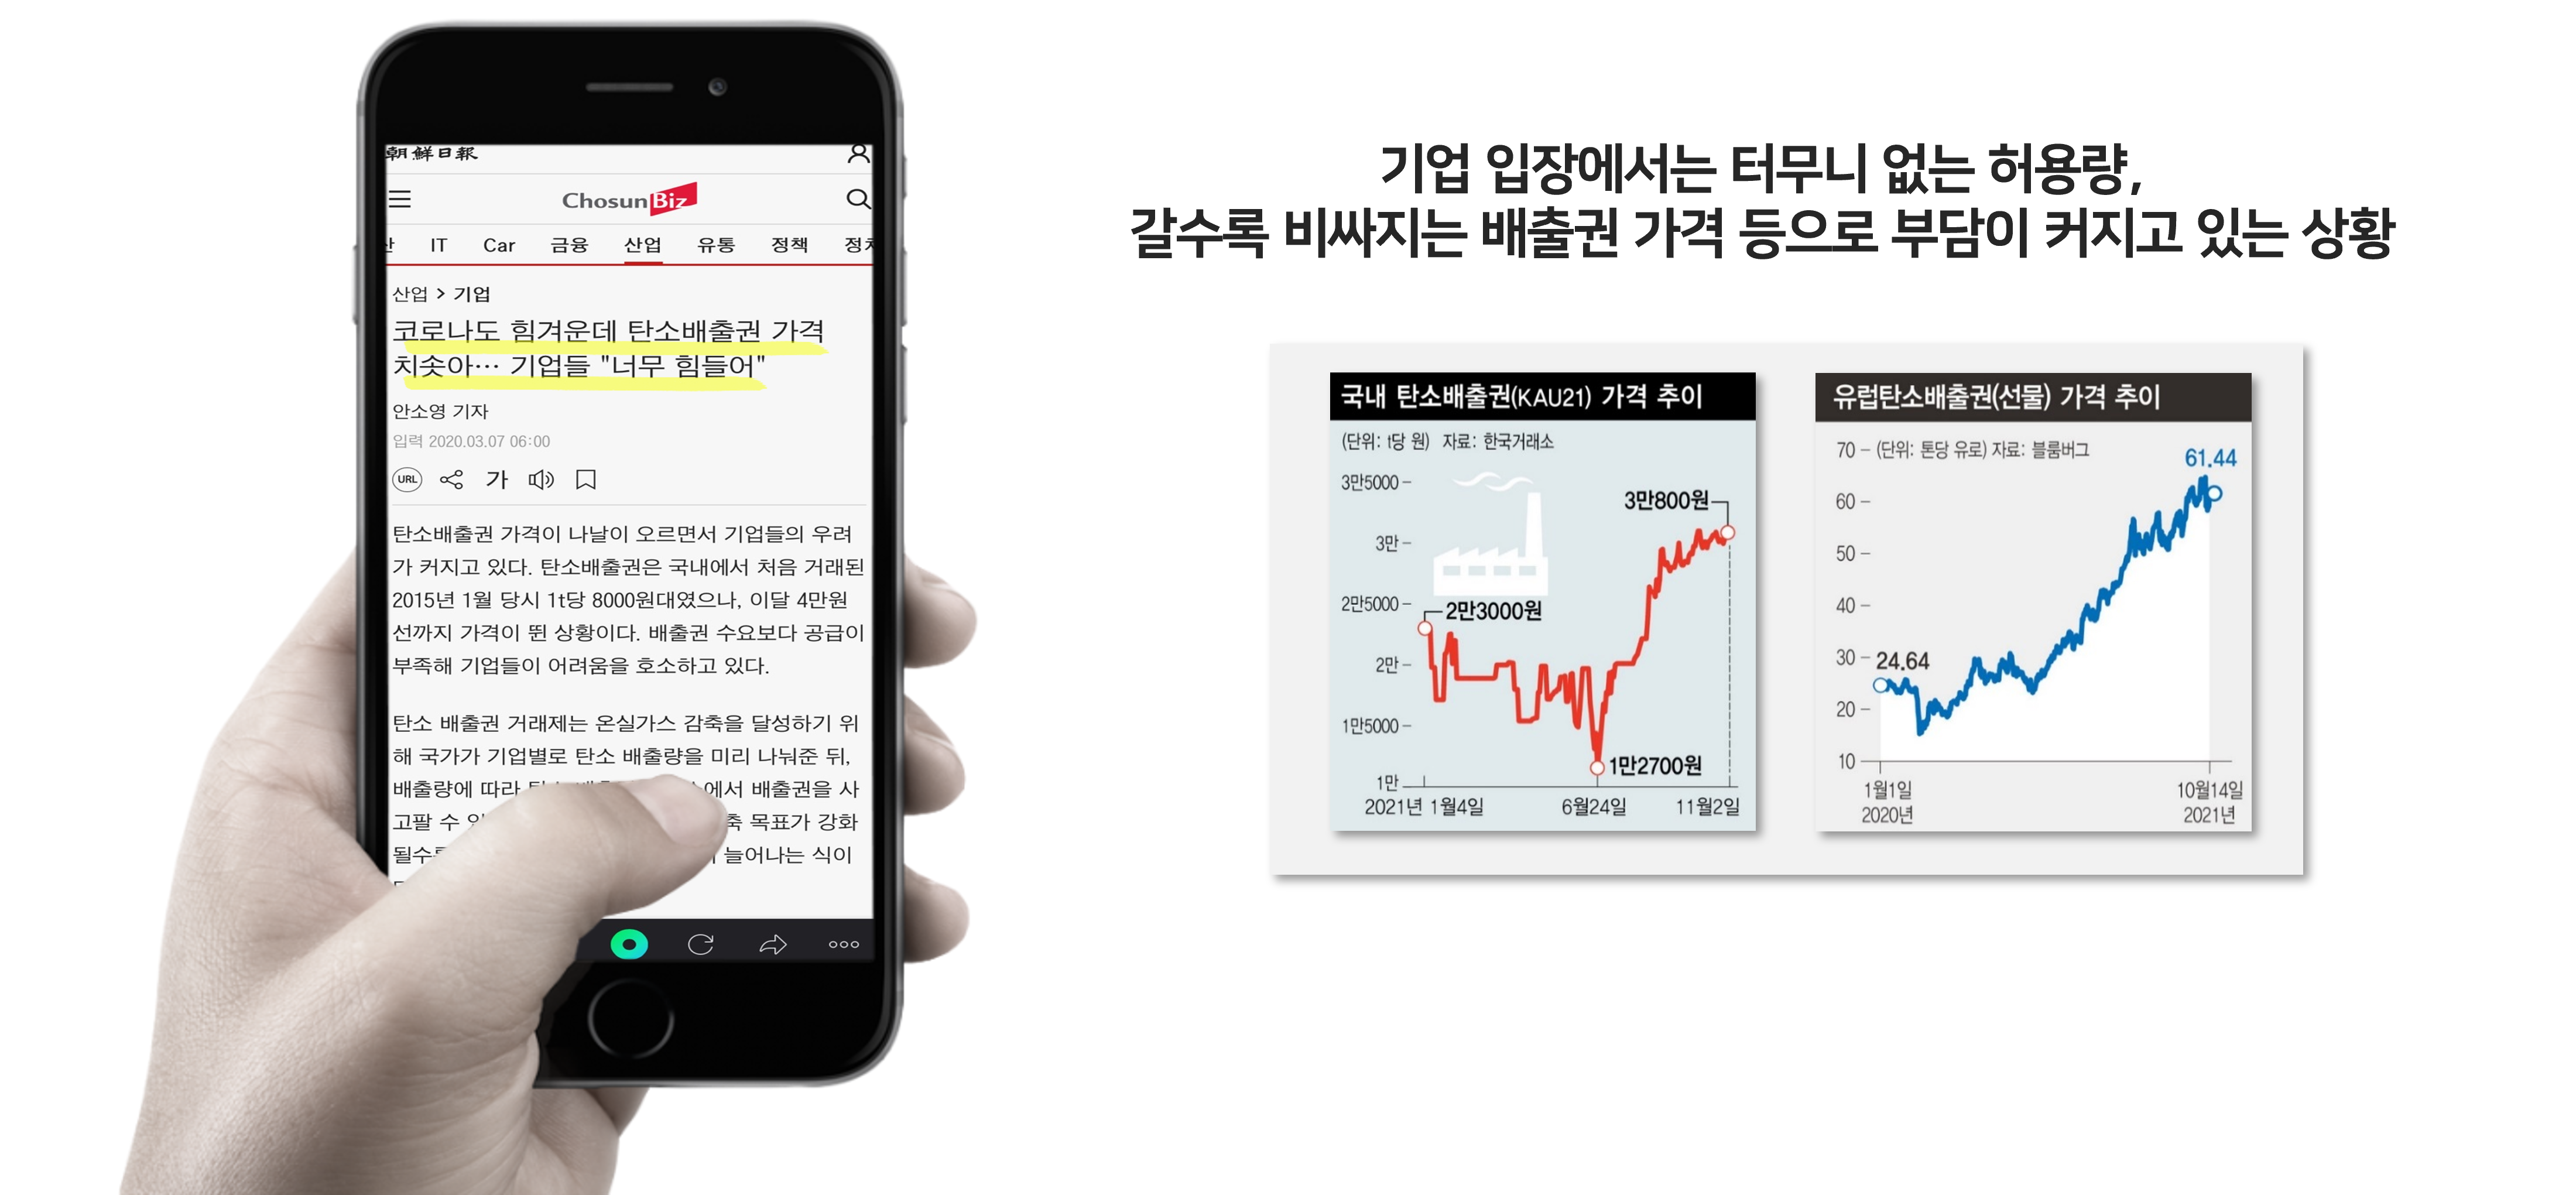 朝鮮日報
ChosunBiz
IT Car 금융 산업 유통 정책
산업 > 기업
코로나도 힘겨운데 탄소배출권 가격
치솟아… 기업들 "너무 힘들어"
안소영 기자
입력 2020.03.07 06:00
URL 가
탄소배출권 가격이 나날이 오르면서 기업들의 우려
가 커지고 있다. 탄소배출권은 국내에서 처음 거래된
2015년 1월 당시 1t당 8000원대였으나, 이달 4만원
선까지 가격이 뛴 상황이다. 배출권 수요보다 공급이
부족해 기업들이 어려움을 호소하고 있다.
탄소 배출권 거래제는 온실가스 감축을 달성하기 위
해 국가가 기업별로 탄소 배출량을 미리 나눠준 뒤,
배출량에 따라 에서 배출권을 사
고팔 수 목표가 강화
늘어나는 식이
기업 입장에서는 터무니 없는 허용량,
갈수록 비싸지는 배출권 가격 등으로 부담이 커지고 있는 상황
국내 탄소배출권(KAU21) 가격 추이
(단위: t당 원) 자료: 한국거래소
3만5000
3만800원
3만
2만5000
2만3000원
2만
1만5000
1만2700원
1만
2021년 1월4일 6월24일 11월2일
유럽탄소배출권(선물) 가격 추이
70 (단위: 톤당 유로) 자료: 블룸버그
61.44
60
50
40
30 24.64
20
10
1월1일 10월14일
2020년 2021년